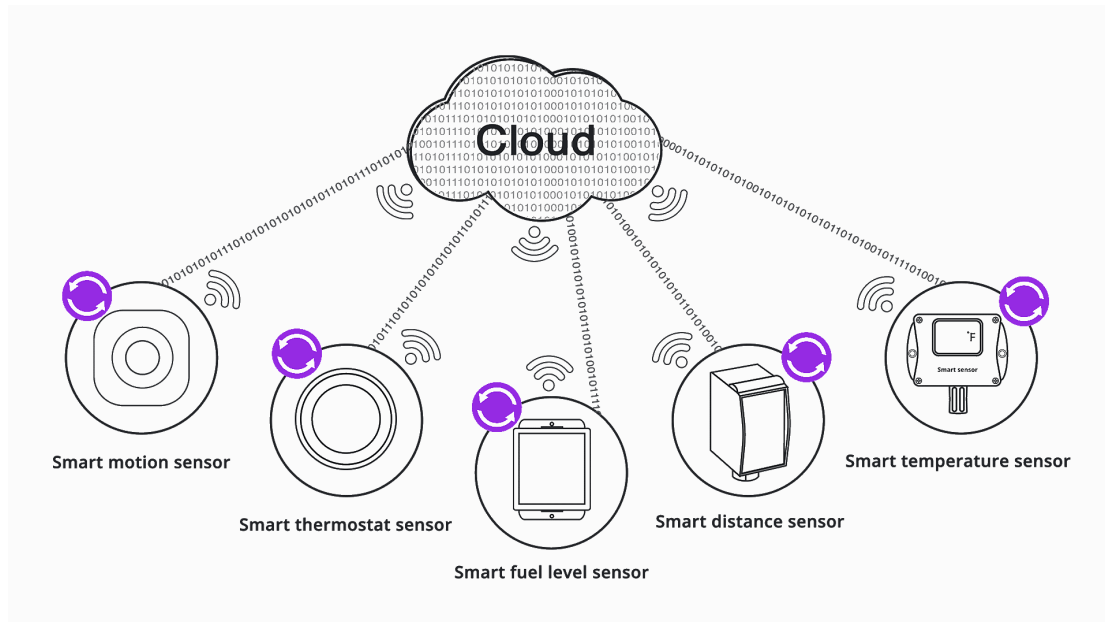 Cloud
°F
Smart sensor
Smart motion sensor
Smart temperature sensor
Smart thermostat sensor
Smart distance sensor
Smart fuel level sensor